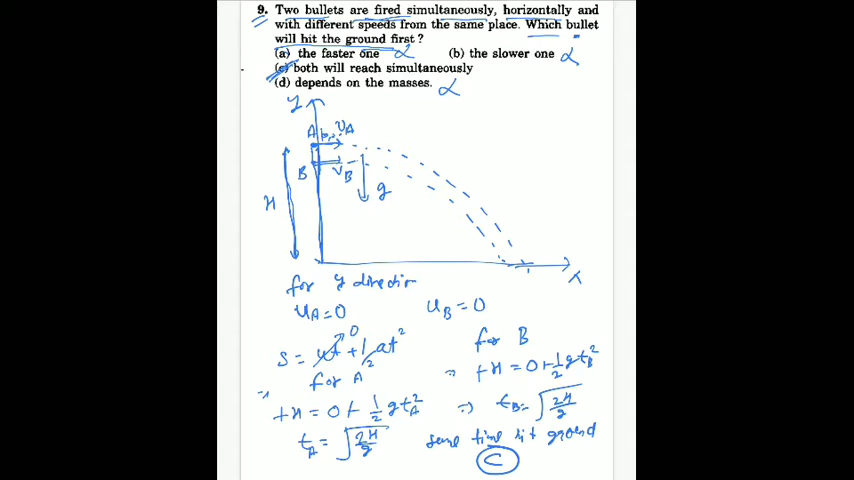 9. Two bullets are fired simultaneously, horizontally and
with different speeds from the same place. Which bullet
will hit the ground first ?
(a) the faster one (b) the slower one
(c) both will reach simultaneously
(d) depends on the masses.
y
A VA
B VB
g
H
x
for y direction
UA=0 UB=0
S = ut + 1/2 at²
0
for A
for B
+H = 0 + 1/2 g tA²
⇒ +H = 0 + 1/2 g tB²
tA = √2H/g
⇒ tB = √2H/g
same time hit ground
C